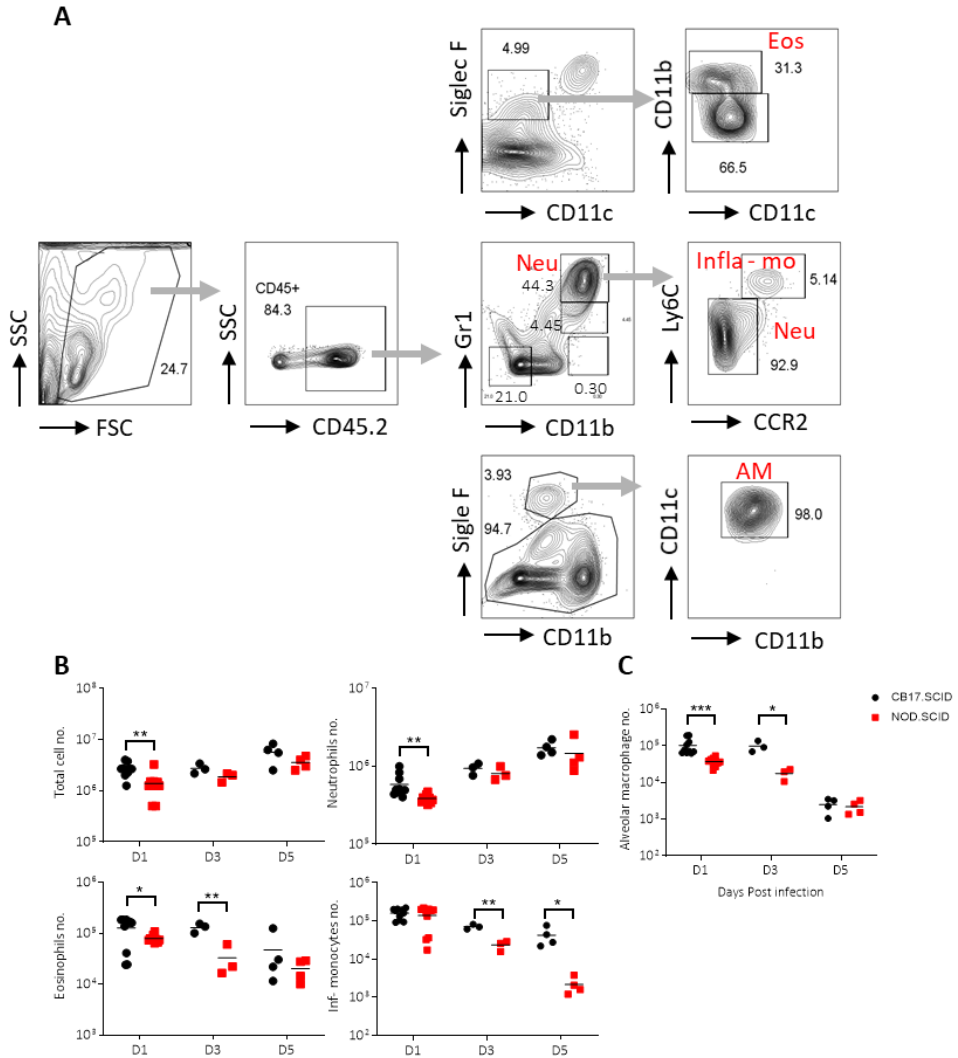 A
Siglec F
4.99
CD11c
CD11b
Eos
31.3
66.5
CD11c
SSC
24.7
FSC
SSC
CD45+
84.3
CD45.2
Gr1
Neu
44.3
4.45
4.45
21.0
21.0
0.30
0.30
CD11b
Ly6C
Infla - mo
5.14
Neu
92.9
CCR2
Sigle F
3.93
94.7
CD11b
CD11c
AM
98.0
CD11b
B
Total cell no.
10^8
10^7
10^6
10^5
**
D1 D3 D5
Neutrophils no.
10^7
10^6
10^5
**
D1 D3 D5
Eosinophils no.
10^6
10^5
10^4
10^3
*
**
D1 D3 D5
Inf- monocytes no.
10^6
10^5
10^4
10^3
10^2
**
*
D1 D3 D5
C
CB17.SCID
NOD.SCID
Alveolar macrophage no.
10^6
10^5
10^4
10^3
10^2
***
*
D1 D3 D5
Days Post infection